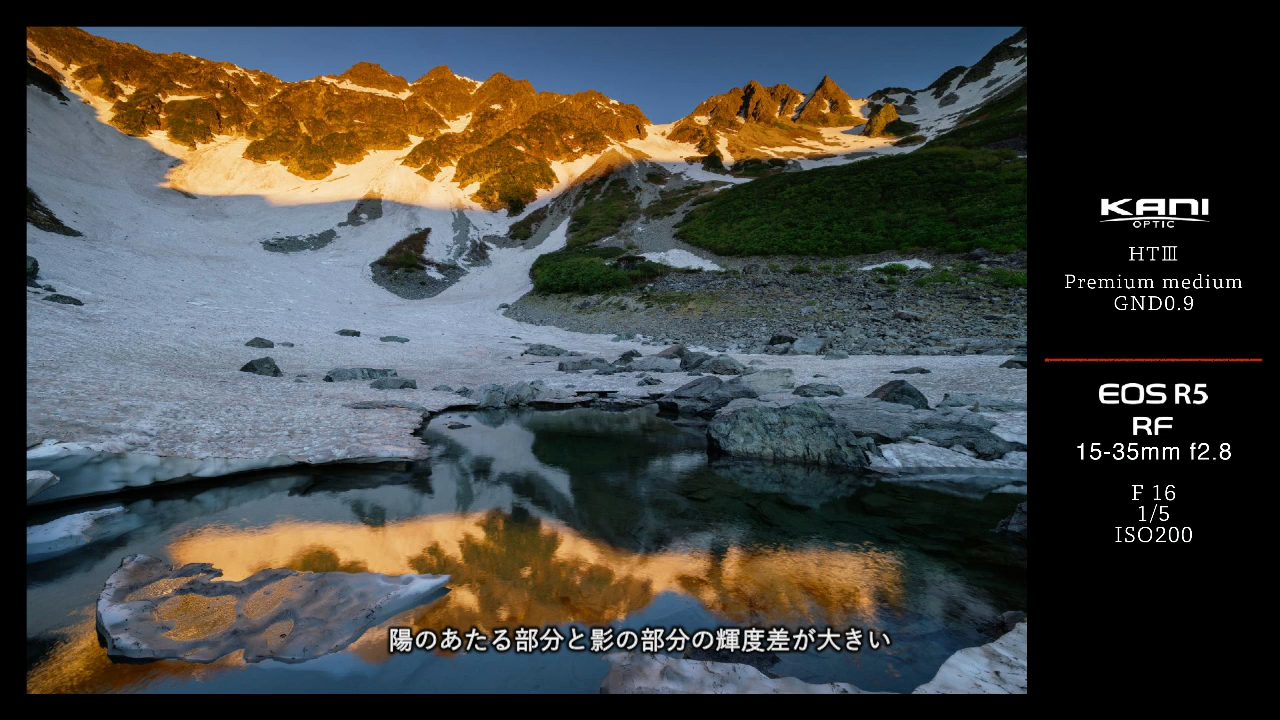 KANI
OPTIC
HTⅢ
Premium medium
GND0.9
EOS R5
RF
15-35mm f2.8
F 16
1/5
ISO200
陽のあたる部分と影の部分の輝度差が大きい